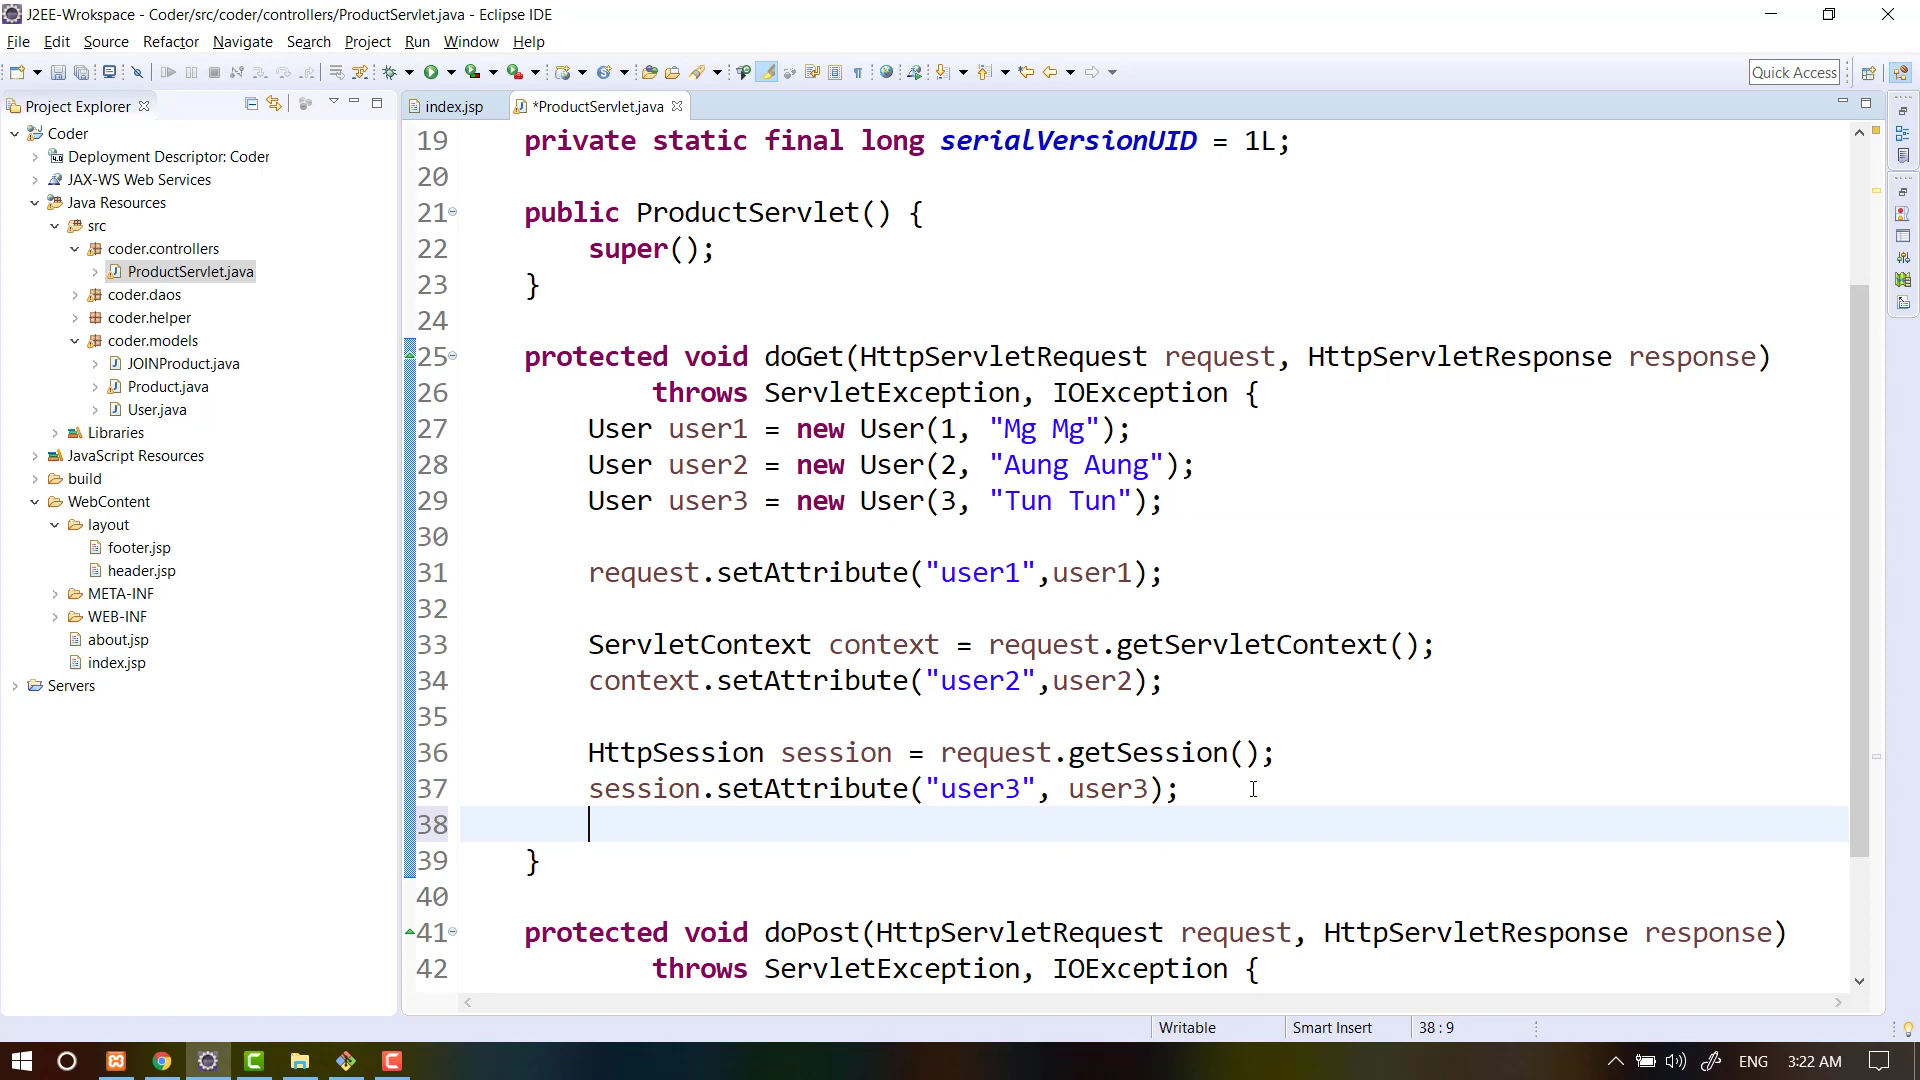 J2EE-Wrokspace - Coder/src/coder/controllers/ProductServlet.java - Eclipse IDE
File Edit Source Refactor Navigate Search Project Run Window Help
Quick Access
Project Explorer
index.jsp
*ProductServlet.java
Coder
Deployment Descriptor: Coder
JAX-WS Web Services
Java Resources
src
coder.controllers
ProductServlet.java
coder.daos
coder.helper
coder.models
JOINProduct.java
Product.java
User.java
Libraries
JavaScript Resources
build
WebContent
layout
footer.jsp
header.jsp
META-INF
WEB-INF
about.jsp
index.jsp
Servers
19 private static final long serialVersionUID = 1L;
20
21 public ProductServlet() {
22 super();
23 }
24
25 protected void doGet(HttpServletRequest request, HttpServletResponse response)
26 throws ServletException, IOException {
27 User user1 = new User(1, "Mg Mg");
28 User user2 = new User(2, "Aung Aung");
29 User user3 = new User(3, "Tun Tun");
30
31 request.setAttribute("user1",user1);
32
33 ServletContext context = request.getServletContext();
34 context.setAttribute("user2",user2);
35
36 HttpSession session = request.getSession();
37 session.setAttribute("user3", user3);
38
39 }
40
41 protected void doPost(HttpServletRequest request, HttpServletResponse response)
42 throws ServletException, IOException {
Writable
Smart Insert
38 : 9
ENG
3:22 AM